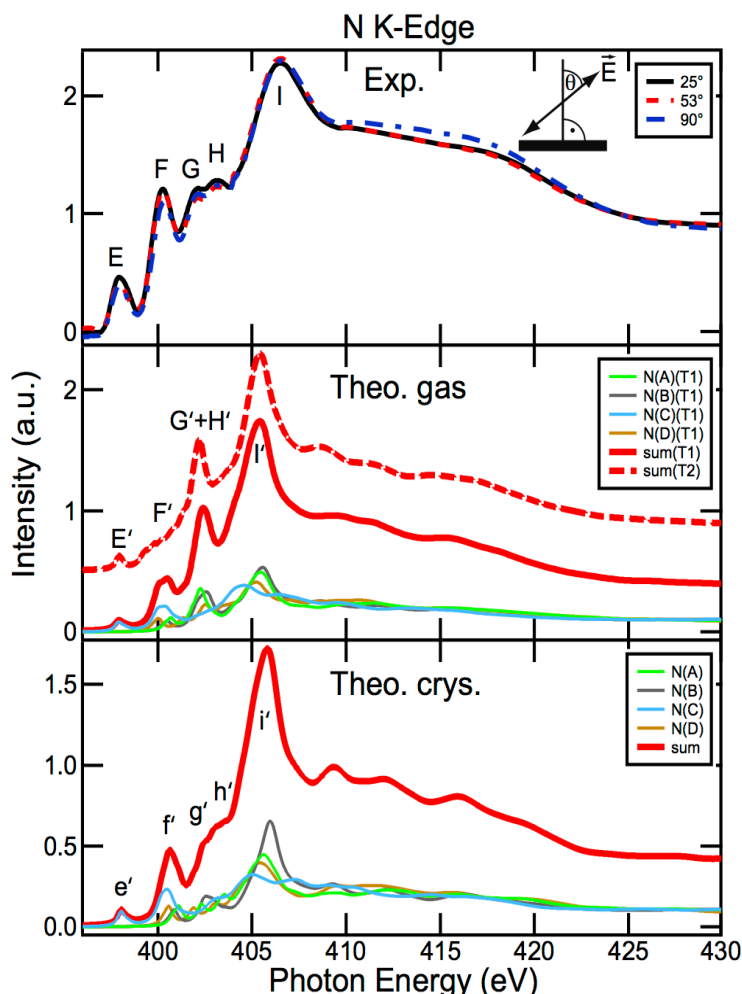 N K-Edge
Exp.
θ
E
25°
53°
90°
E
F
G
H
I
2
1
0
Theo. gas
N(A)(T1)
N(B)(T1)
N(C)(T1)
N(D)(T1)
sum(T1)
sum(T2)
E‘
F‘
G‘+H‘
I‘
2
1
0
Intensity (a.u.)
Theo. crys.
N(A)
N(B)
N(C)
N(D)
sum
e‘
f‘
g‘
h‘
i‘
1.5
1.0
0.5
0.0
400
405
410
415
420
425
430
Photon Energy (eV)